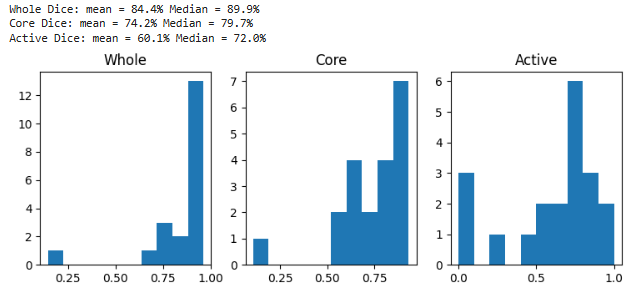 Whole Dice: mean = 84.4% Median = 89.9%
Core Dice: mean = 74.2% Median = 79.7%
Active Dice: mean = 60.1% Median = 72.0%
Whole
12
10
8
6
4
2
0
0.25 0.50 0.75 1.00
Core
7
6
5
4
3
2
1
0
0.25 0.75
Active
6
5
4
3
2
1
0
0.0 0.5 1.0